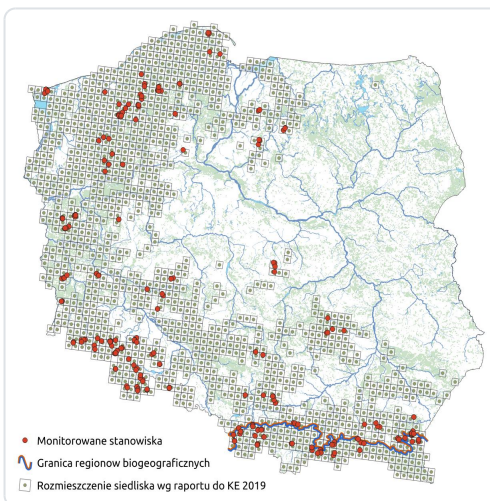 Monitorowane stanowiska
Granica regionow biogeograficznych
Rozmieszczenie siedliska wg raportu do KE 2019